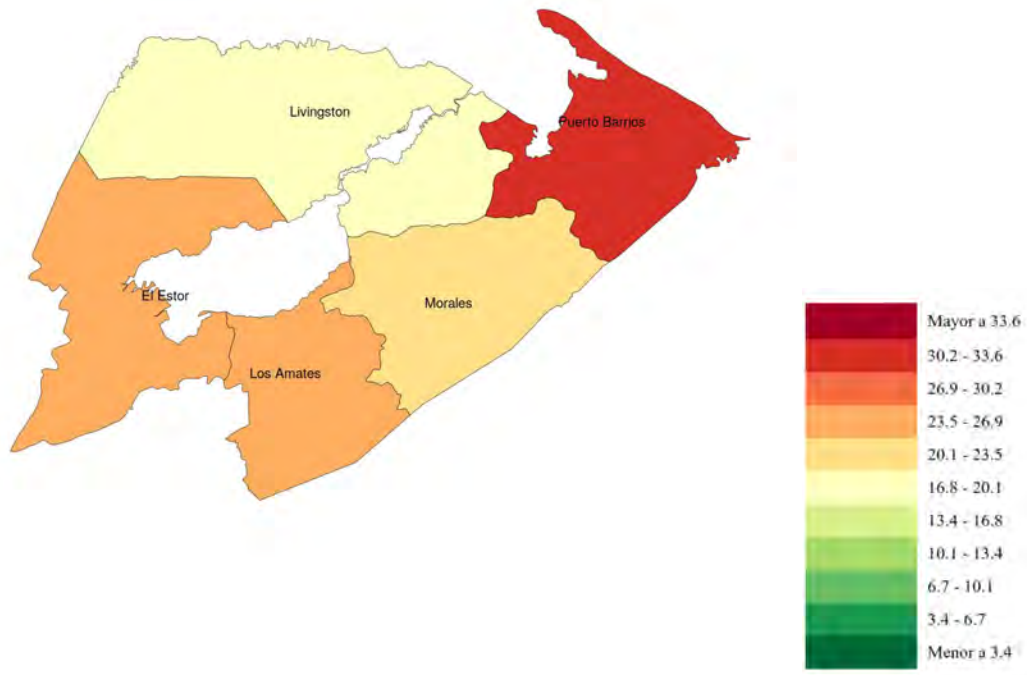 Livingston
Puerto Barrios
El Estor
Morales
Los Amates
Mayor a 33.6
30.2 - 33.6
26.9 - 30.2
23.5 - 26.9
20.1 - 23.5
16.8 - 20.1
13.4 - 16.8
10.1 - 13.4
6.7 - 10.1
3.4 - 6.7
Menor a 3.4